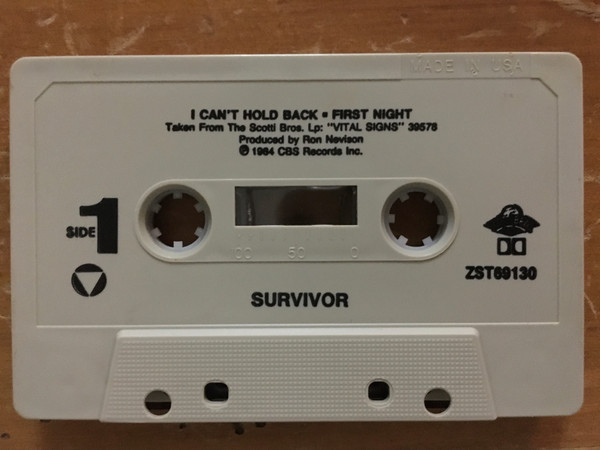 MADE IN USA
I CAN'T HOLD BACK • FIRST NIGHT
Taken From The Scotti Bros. Lp: "VITAL SIGNS" 39578
Produced by Ron Nevison
℗ 1984 CBS Records Inc.
SIDE 1
50 0
ZST69130
SURVIVOR